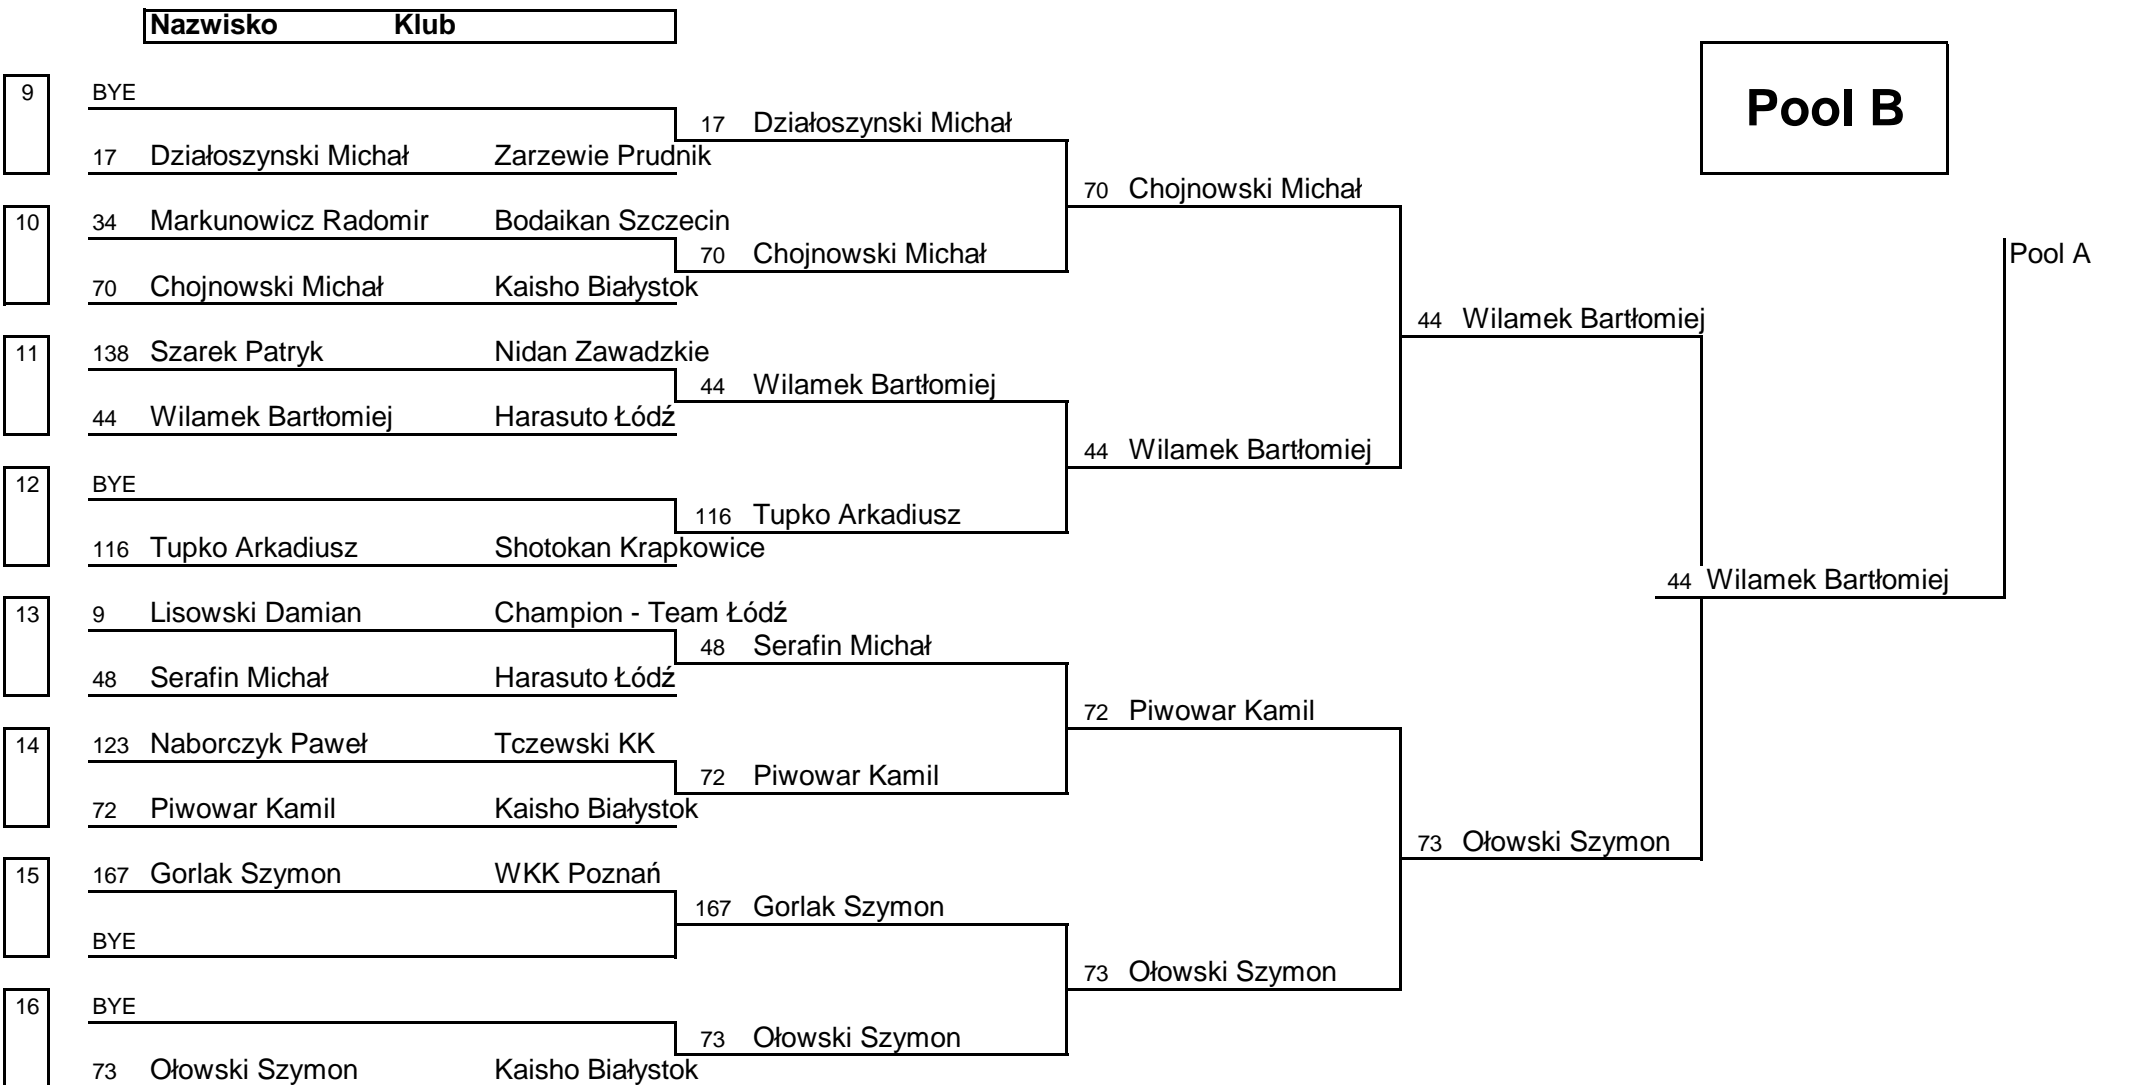 Nazwisko Klub
Pool B
9 BYE
17 Działoszynski Michał
17 Działoszynski Michał Zarzewie Prudnik
70 Chojnowski Michał
10 34 Markunowicz Radomir Bodaikan Szczecin
70 Chojnowski Michał
Pool A
70 Chojnowski Michał Kaisho Białystok
44 Wilamek Bartłomiej
11 138 Szarek Patryk Nidan Zawadzkie
44 Wilamek Bartłomiej
44 Wilamek Bartłomiej Harasuto Łódź
44 Wilamek Bartłomiej
12 BYE
116 Tupko Arkadiusz
116 Tupko Arkadiusz Shotokan Krapkowice
44 Wilamek Bartłomiej
13 9 Lisowski Damian Champion - Team Łódź
48 Serafin Michał
48 Serafin Michał Harasuto Łódź
72 Piwowar Kamil
14 123 Naborczyk Paweł Tczewski KK
72 Piwowar Kamil
72 Piwowar Kamil Kaisho Białystok
73 Ołowski Szymon
15 167 Gorlak Szymon WKK Poznań
167 Gorlak Szymon
BYE
73 Ołowski Szymon
16 BYE
73 Ołowski Szymon
73 Ołowski Szymon Kaisho Białystok